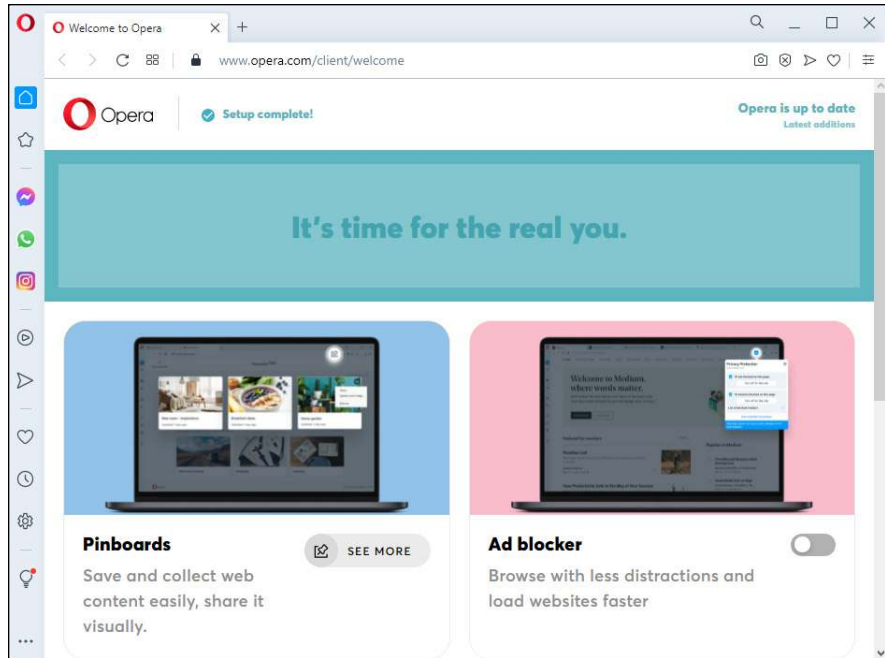 Welcome to Opera
www.opera.com/client/welcome
Opera
Setup complete!
Opera is up to date
Latest additions
It's time for the real you.
Welcome to Medium,
where words matter.
Pinboards
SEE MORE
Save and collect web
content easily, share it
visually.
Ad blocker
Browse with less distractions and
load websites faster